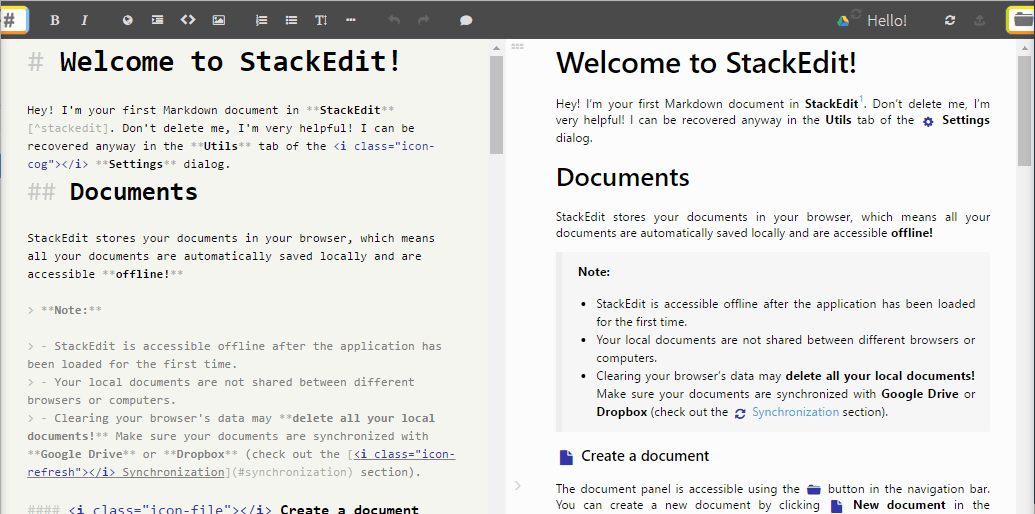 #
B I
Hello!
# Welcome to StackEdit!
Hey! I'm your first Markdown document in **StackEdit**
[^stackedit]. Don't delete me, I'm very helpful! I can be
recovered anyway in the **Utils** tab of the <i class="icon-
cog"></i> **Settings** dialog.
## Documents
StackEdit stores your documents in your browser, which means
all your documents are automatically saved locally and are
accessible **offline!**
> **Note:**
> - StackEdit is accessible offline after the application has
been loaded for the first time.
> - Your local documents are not shared between different
browsers or computers.
> - Clearing your browser's data may **delete all your local
documents!** Make sure your documents are synchronized with
**Google Drive** or **Dropbox** (check out the [<i class="icon-
refresh"></i> Synchronization](#synchronization) section).
#### <i class="icon-file"></i> Create a document
Welcome to StackEdit!
Hey! I'm your first Markdown document in StackEdit1. Don't delete me, I'm
very helpful! I can be recovered anyway in the Utils tab of the Settings
dialog.
Documents
StackEdit stores your documents in your browser, which means all your
documents are automatically saved locally and are accessible offline!
Note:
• StackEdit is accessible offline after the application has been loaded
for the first time.
• Your local documents are not shared between different browsers or
computers.
• Clearing your browser's data may delete all your local documents!
Make sure your documents are synchronized with Google Drive or
Dropbox (check out the Synchronization section).
Create a document
The document panel is accessible using the button in the navigation bar.
You can create a new document by clicking New document in the